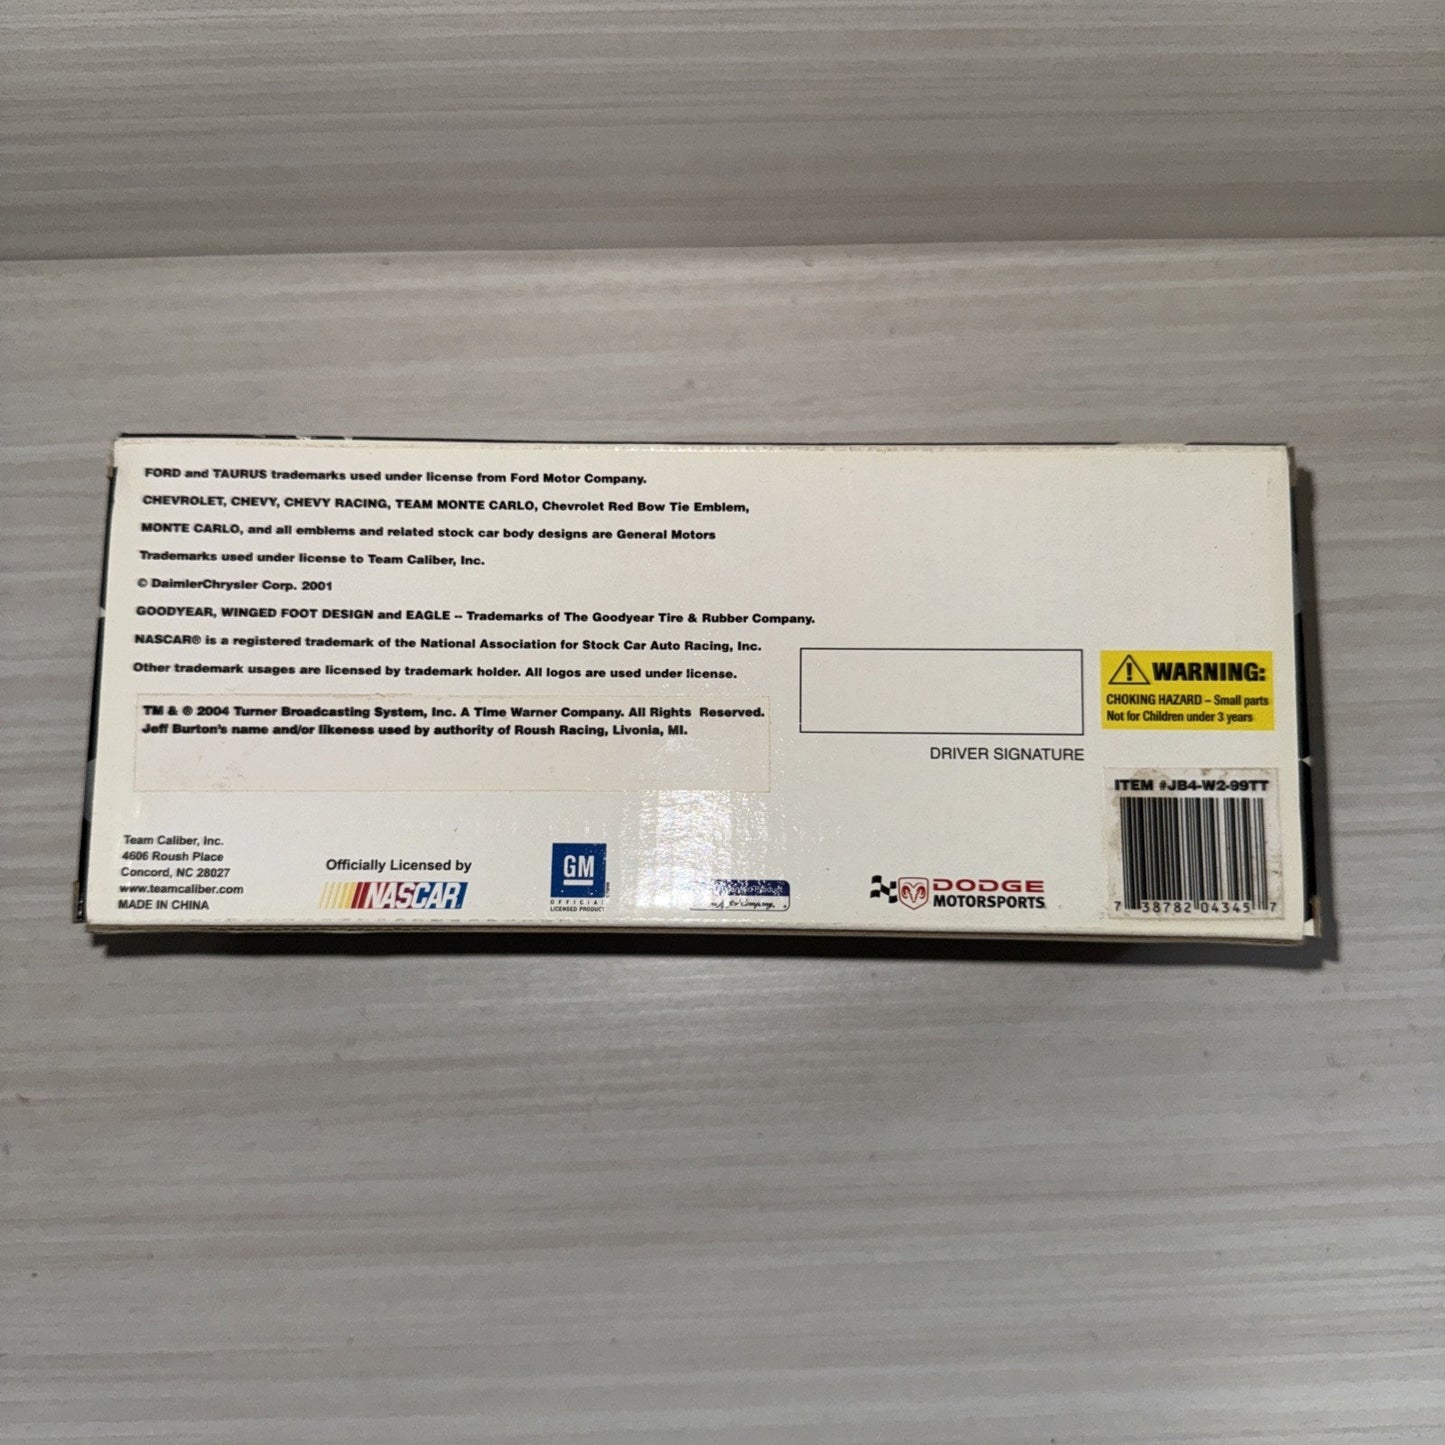 FORD and TAURUS trademarks used under license from Ford Motor Company.
CHEVROLET, CHEVY, CHEVY RACING, TEAM MONTE CARLO, Chevrolet Red Bow Tie Emblem,
MONTE CARLO, and all emblems and related stock car body designs are General Motors
Trademarks used under license to Team Caliber, Inc.
© DaimlerChrysler Corp. 2001
GOODYEAR, WINGED FOOT DESIGN and EAGLE -- Trademarks of The Goodyear Tire & Rubber Company.
NASCAR® is a registered trademark of the National Association for Stock Car Auto Racing, Inc.
Other trademark usages are licensed by trademark holder. All logos are used under license.
TM & ® 2004 Turner Broadcasting System, Inc. A Time Warner Company. All Rights Reserved.
Jeff Burton's name and/or likeness used by authority of Roush Racing, Livonia, MI.
DRIVER SIGNATURE
WARNING:
CHOKING HAZARD – Small parts
Not for Children under 3 years
ITEM #JB4-W2-99TT
7 38782 04345 7
Team Caliber, Inc.
4606 Roush Place
Concord, NC 28027
www.teamcaliber.com
MADE IN CHINA
Officially Licensed by
NASCAR
GM
OFFICIAL
LICENSED PRODUCT
DODGE
MOTORSPORTS